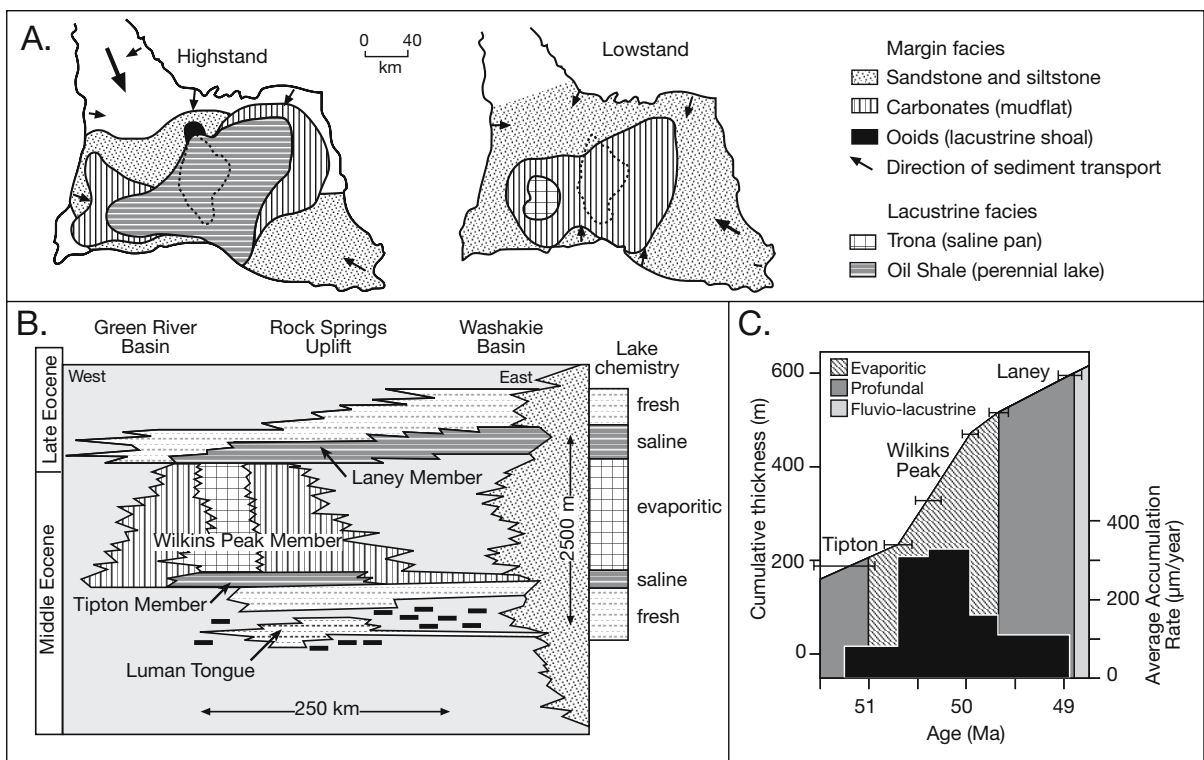 A.
Highstand
0 40
km
Lowstand
Margin facies
Sandstone and siltstone
Carbonates (mudflat)
Ooids (lacustrine shoal)
Direction of sediment transport
Lacustrine facies
Trona (saline pan)
Oil Shale (perennial lake)
B.
Green River
Basin
Rock Springs
Uplift
Washakie
Basin
Lake
chemistry
Late Eocene
Middle Eocene
West
East
fresh
saline
Laney Member
evaporitic
Wilkins Peak Member
2500 m
saline
Tipton Member
fresh
Luman Tongue
250 km
C.
Cumulative thickness (m)
600
400
200
0
Evaporitic
Profundal
Fluvio-lacustrine
Laney
Wilkins
Peak
Tipton
400
200
0
Average Accumulation
Rate (µm/year)
51 50 49
Age (Ma)